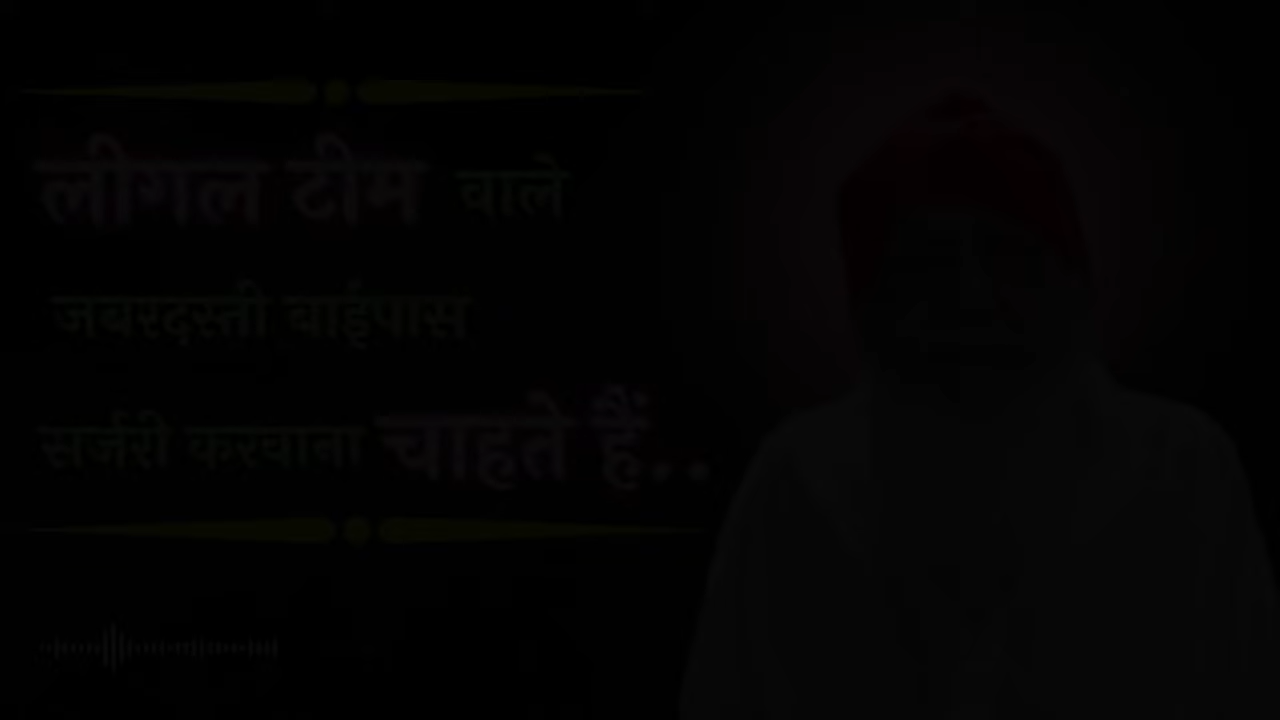 लीगल टीम वाले
जबरदस्ती बाईपास
सर्जरी करवाना चाहते हैं..